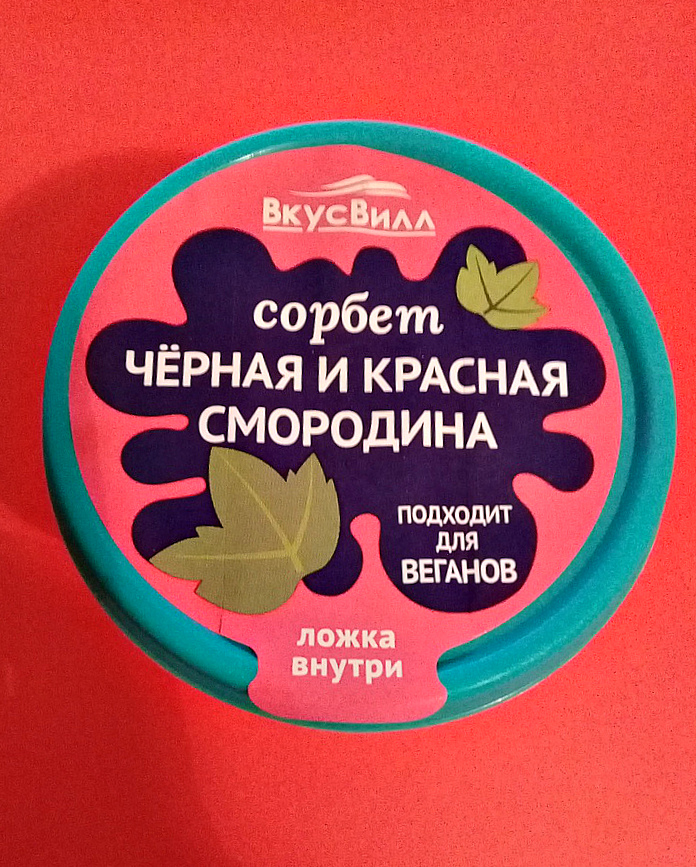 ВкусВилл
сорбет
ЧЁРНАЯ И КРАСНАЯ
СМОРОДИНА
ПОДХОДИТ
ДЛЯ
ВЕГАНОВ
ложка
внутри